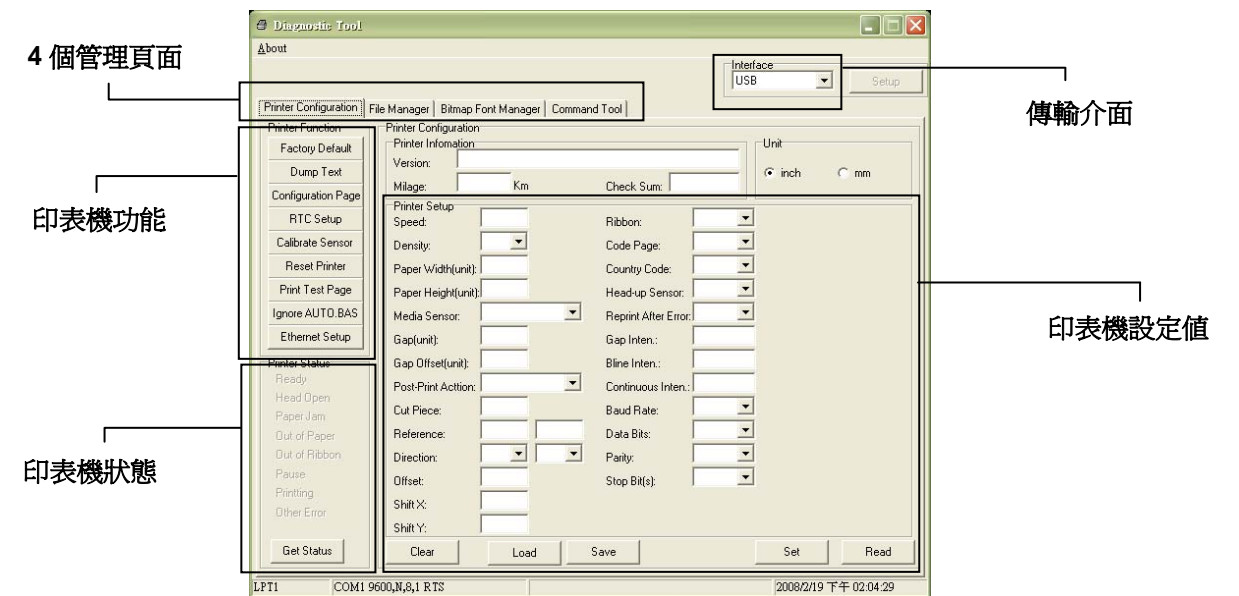 Diagnostic Tool
About
4 個管理頁面
Interface
USB
Setup
傳輸介面
Printer Configuration
File Manager
Bitmap Font Manager
Command Tool
印表機功能
Printer Function
Factory Default
Dump Text
Configuration Page
RTC Setup
Calibrate Sensor
Reset Printer
Print Test Page
Ignore AUTO.BAS
Ethernet Setup
印表機狀態
Printer Status
Ready
Head Open
Paper Jam
Out of Paper
Out of Ribbon
Pause
Printting
Other Error
Get Status
Printer Configuration
Printer Infomation
Version:
Milage:
Km
Check Sum:
Unit
inch
mm
印表機設定值
Printer Setup
Speed:
Density:
Paper Width(unit):
Paper Height(unit):
Media Sensor:
Gap(unit):
Gap Offset(unit):
Post-Print Acttion:
Cut Piece:
Reference:
Direction:
Offset:
Shift X:
Shift Y:
Ribbon:
Code Page:
Country Code:
Head-up Sensor:
Reprint After Error:
Gap Inten.:
Bline Inten.:
Continuous Inten.:
Baud Rate:
Data Bits:
Parity:
Stop Bit(s):
Clear
Load
Save
Set
Read
LPT1
COM1 9600,N,8,1 RTS
2008/2/19 下午 02:04:29